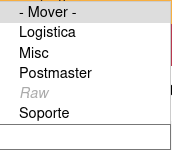 - Mover -
Logistica
Misc
Postmaster
Raw
Soporte